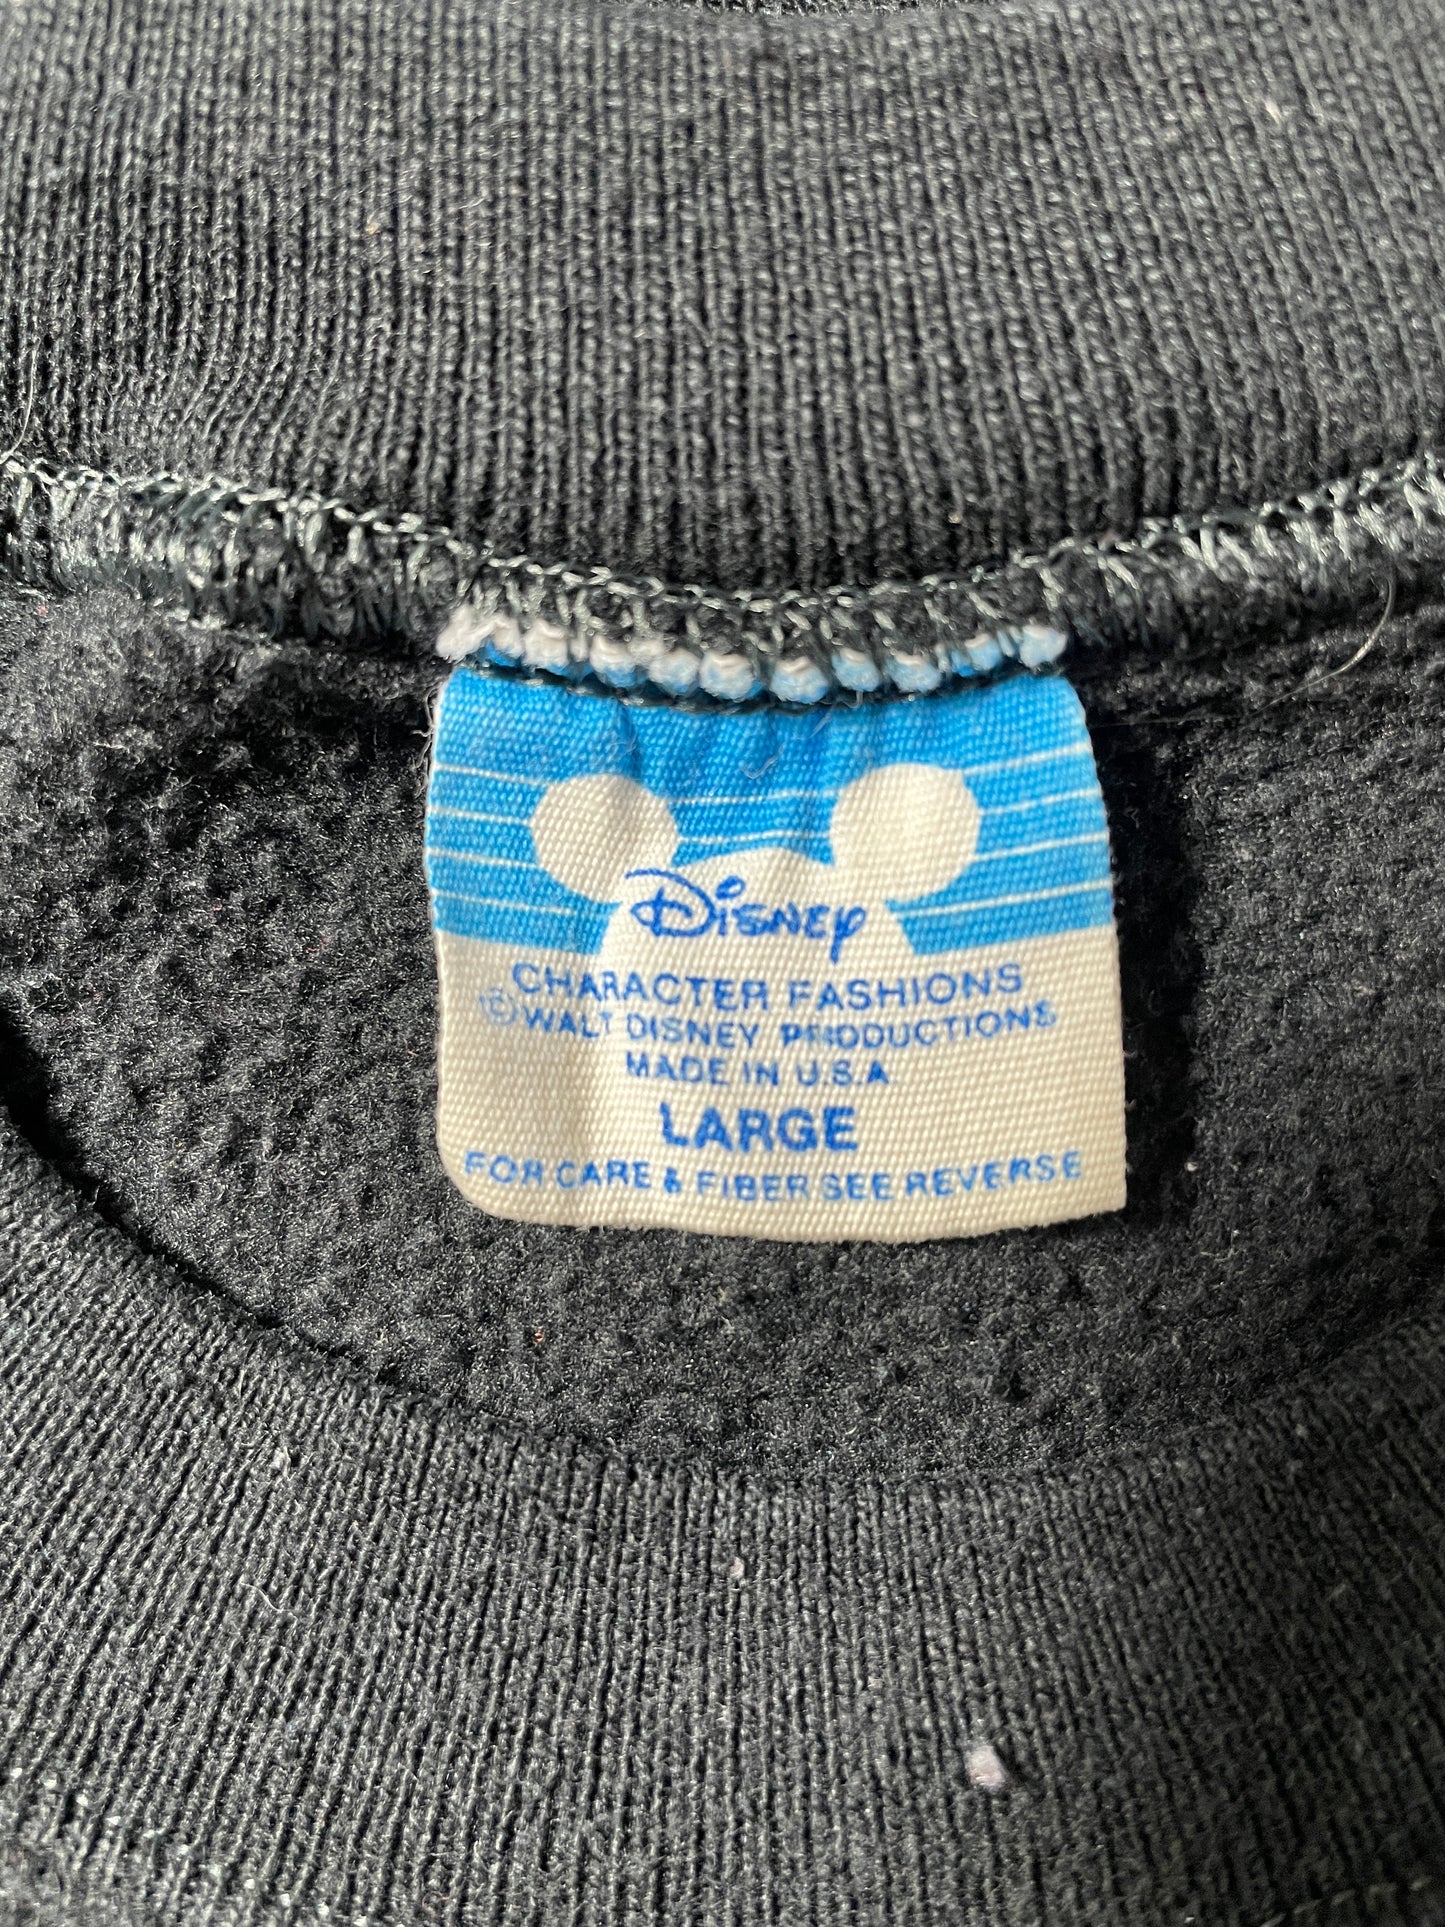 Disney
CHARACTER FASHIONS
© WALT DISNEY PRODUCTIONS
MADE IN U.S.A
LARGE
FOR CARE & FIBER SEE REVERSE